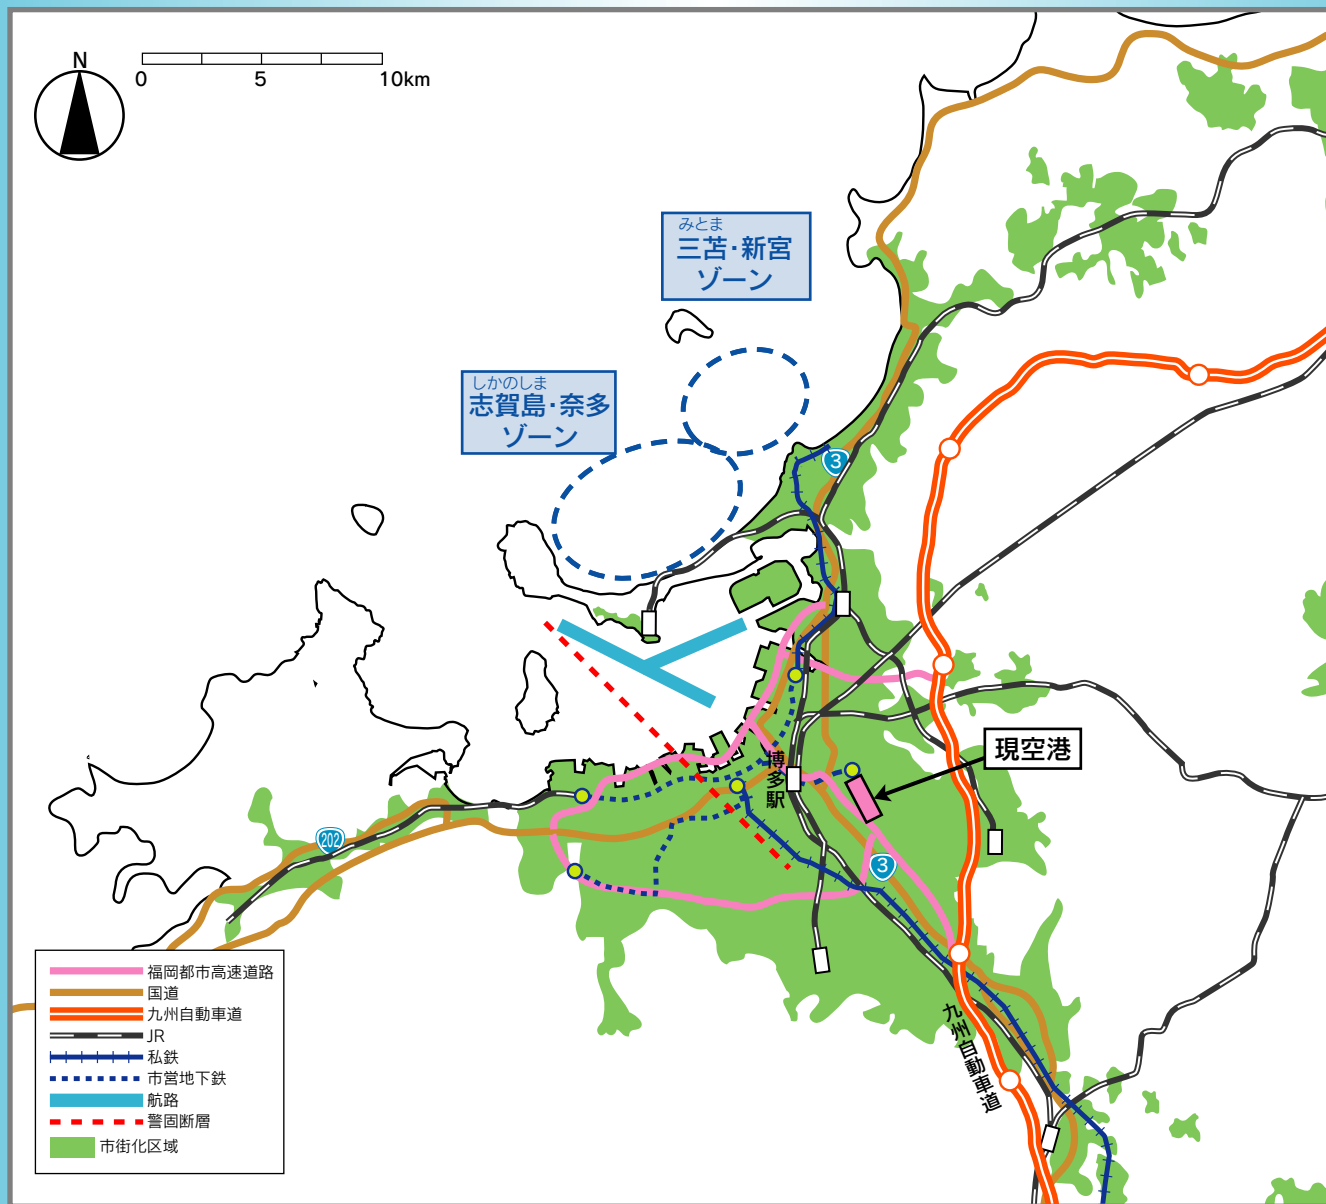 N
0 5 10km
みとま
三苫・新宮
ゾーン
しかのしま
志賀島・奈多
ゾーン
3
現空港
博多駅
202
3
九州自動車道
福岡都市高速道路
国道
九州自動車道
JR
私鉄
市営地下鉄
航路
警固断層
市街化区域